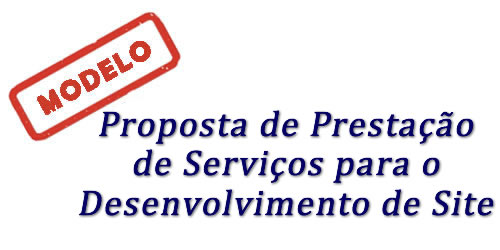 MODELO
Proposta de Prestação
de Serviços para o
Desenvolvimento de Site